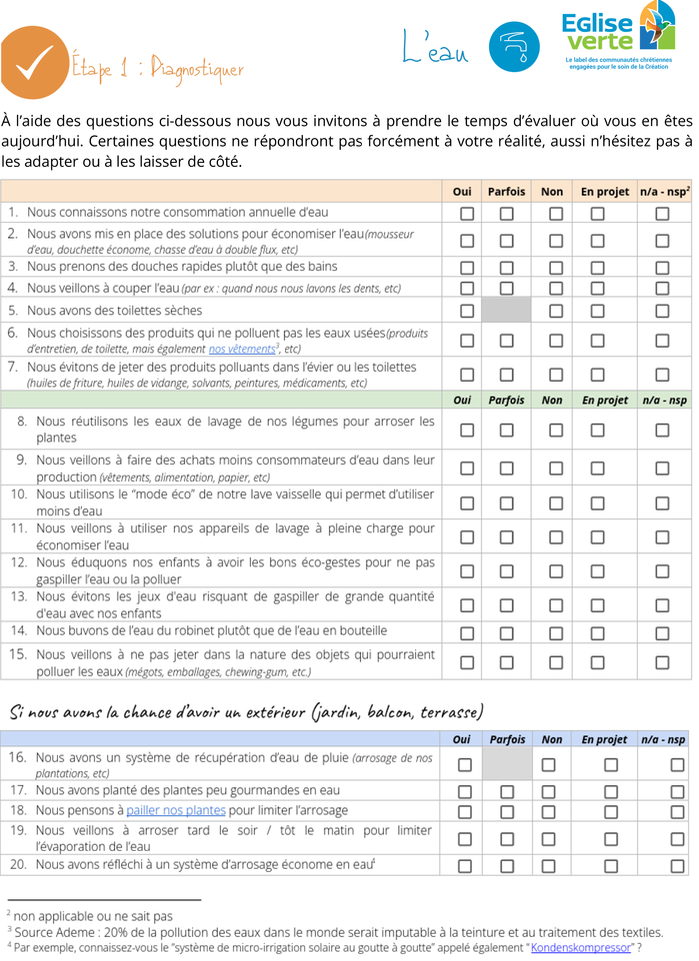 Étape 1 : Diagnostiquer
L'eau
Eglise
verte
Le label des communautés chrétiennes
engagées pour le soin de la Création
À l'aide des questions ci-dessous nous vous invitons à prendre le temps d'évaluer où vous en êtes
aujourd'hui. Certaines questions ne répondront pas forcément à votre réalité, aussi n'hésitez pas à
les adapter ou à les laisser de côté.
Oui Parfois Non En projet n/a - nsp²
1. Nous connaissons notre consommation annuelle d'eau
2. Nous avons mis en place des solutions pour économiser l'eau(mousseur
d'eau, douchette économe, chasse d'eau à double flux, etc)
3. Nous prenons des douches rapides plutôt que des bains
4. Nous veillons à couper l'eau (par ex : quand nous nous lavons les dents, etc)
5. Nous avons des toilettes sèches
6. Nous choisissons des produits qui ne polluent pas les eaux usées(produits
d'entretien, de toilette, mais également nos vêtements³, etc)
7. Nous évitons de jeter des produits polluants dans l'évier ou les toilettes
(huiles de friture, huiles de vidange, solvants, peintures, médicaments, etc)
Oui Parfois Non En projet n/a - nsp
8. Nous réutilisons les eaux de lavage de nos légumes pour arroser les
plantes
9. Nous veillons à faire des achats moins consommateurs d'eau dans leur
production (vêtements, alimentation, papier, etc)
10. Nous utilisons le "mode éco" de notre lave vaisselle qui permet d'utiliser
moins d'eau
11. Nous veillons à utiliser nos appareils de lavage à pleine charge pour
économiser l'eau
12. Nous éduquons nos enfants à avoir les bons éco-gestes pour ne pas
gaspiller l'eau ou la polluer
13. Nous évitons les jeux d'eau risquant de gaspiller de grande quantité
d'eau avec nos enfants
14. Nous buvons de l'eau du robinet plutôt que de l'eau en bouteille
15. Nous veillons à ne pas jeter dans la nature des objets qui pourraient
polluer les eaux (mégots, emballages, chewing-gum, etc.)
Si nous avons la chance d'avoir un extérieur (jardin, balcon, terrasse)
Oui Parfois Non En projet n/a - nsp
16. Nous avons un système de récupération d'eau de pluie (arrosage de nos
plantations, etc)
17. Nous avons planté des plantes peu gourmandes en eau
18. Nous pensons à pailler nos plantes pour limiter l'arrosage
19. Nous veillons à arroser tard le soir / tôt le matin pour limiter
l'évaporation de l'eau
20. Nous avons réfléchi à un système d'arrosage économe en eau⁴
² non applicable ou ne sait pas
³ Source Ademe : 20% de la pollution des eaux dans le monde serait imputable à la teinture et au traitement des textiles.
⁴ Par exemple, connaissez-vous le "système de micro-irrigation solaire au goutte à goutte" appelé également "Kondenskompressor" ?